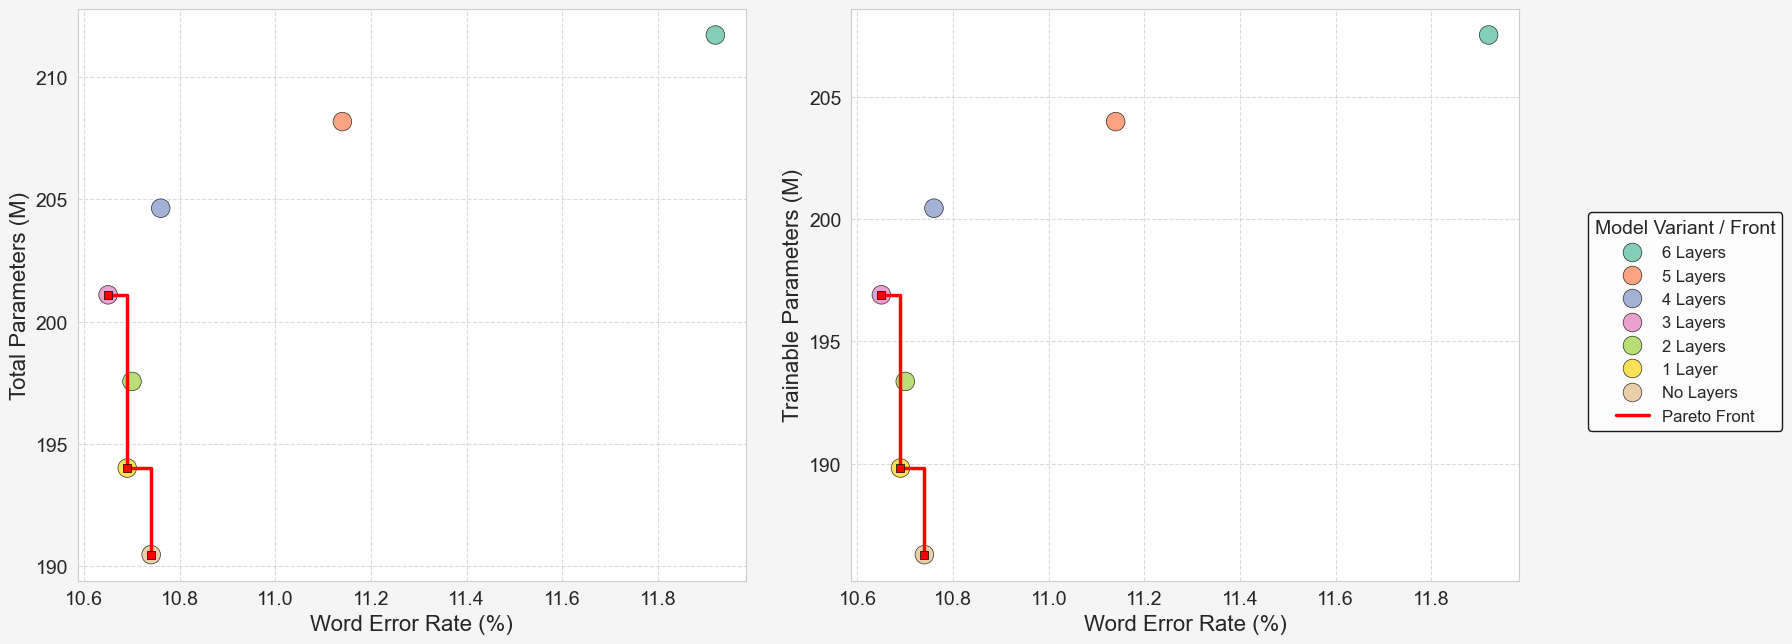 210
205
200
195
190
Total Parameters (M)
10.6 10.8 11.0 11.2 11.4 11.6 11.8
Word Error Rate (%)
205
200
195
190
Trainable Parameters (M)
10.6 10.8 11.0 11.2 11.4 11.6 11.8
Word Error Rate (%)
Model Variant / Front
6 Layers
5 Layers
4 Layers
3 Layers
2 Layers
1 Layer
No Layers
Pareto Front